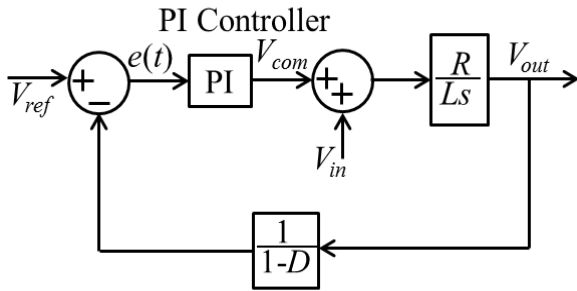 PI Controller
e(t)
V_com
V_out
+
−
PI
+
+
R
Ls
V_ref
V_in
1
1-D